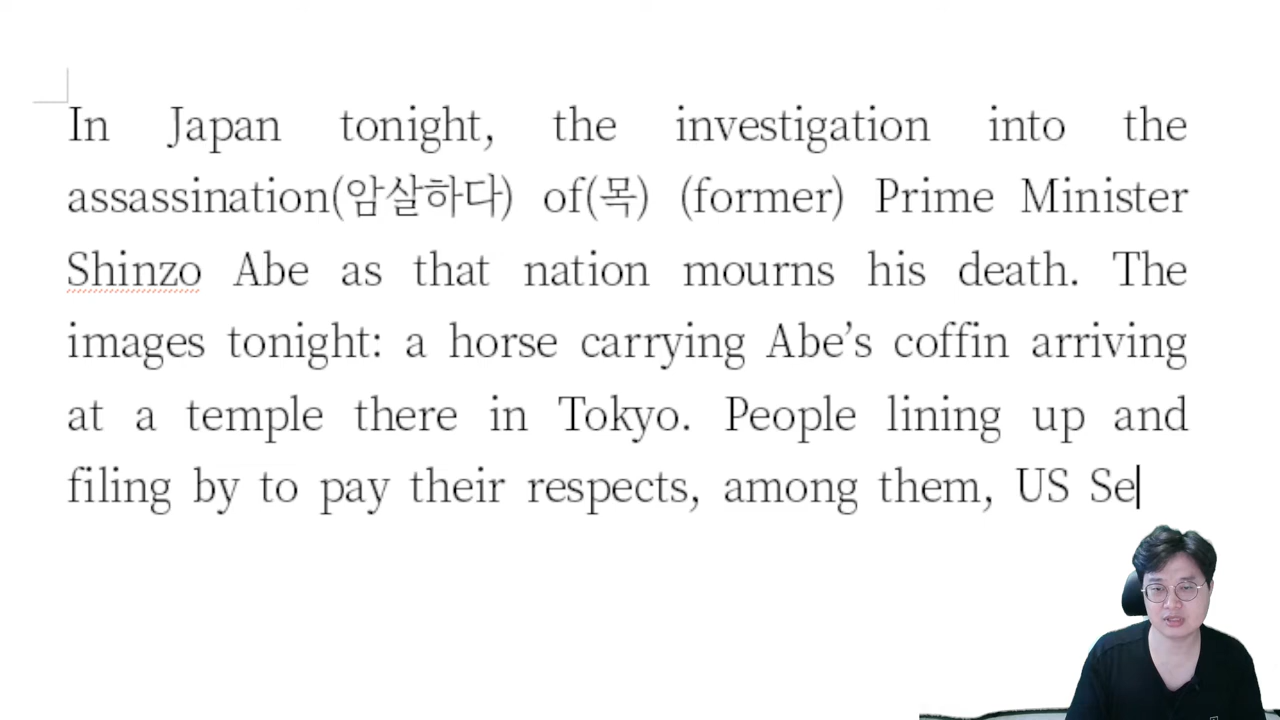 In Japan tonight, the investigation into the
assassination(암살하다) of(목) (former) Prime Minister
Shinzo Abe as that nation mourns his death. The
images tonight: a horse carrying Abe’s coffin arriving
at a temple there in Tokyo. People lining up and
filing by to pay their respects, among them, US Se